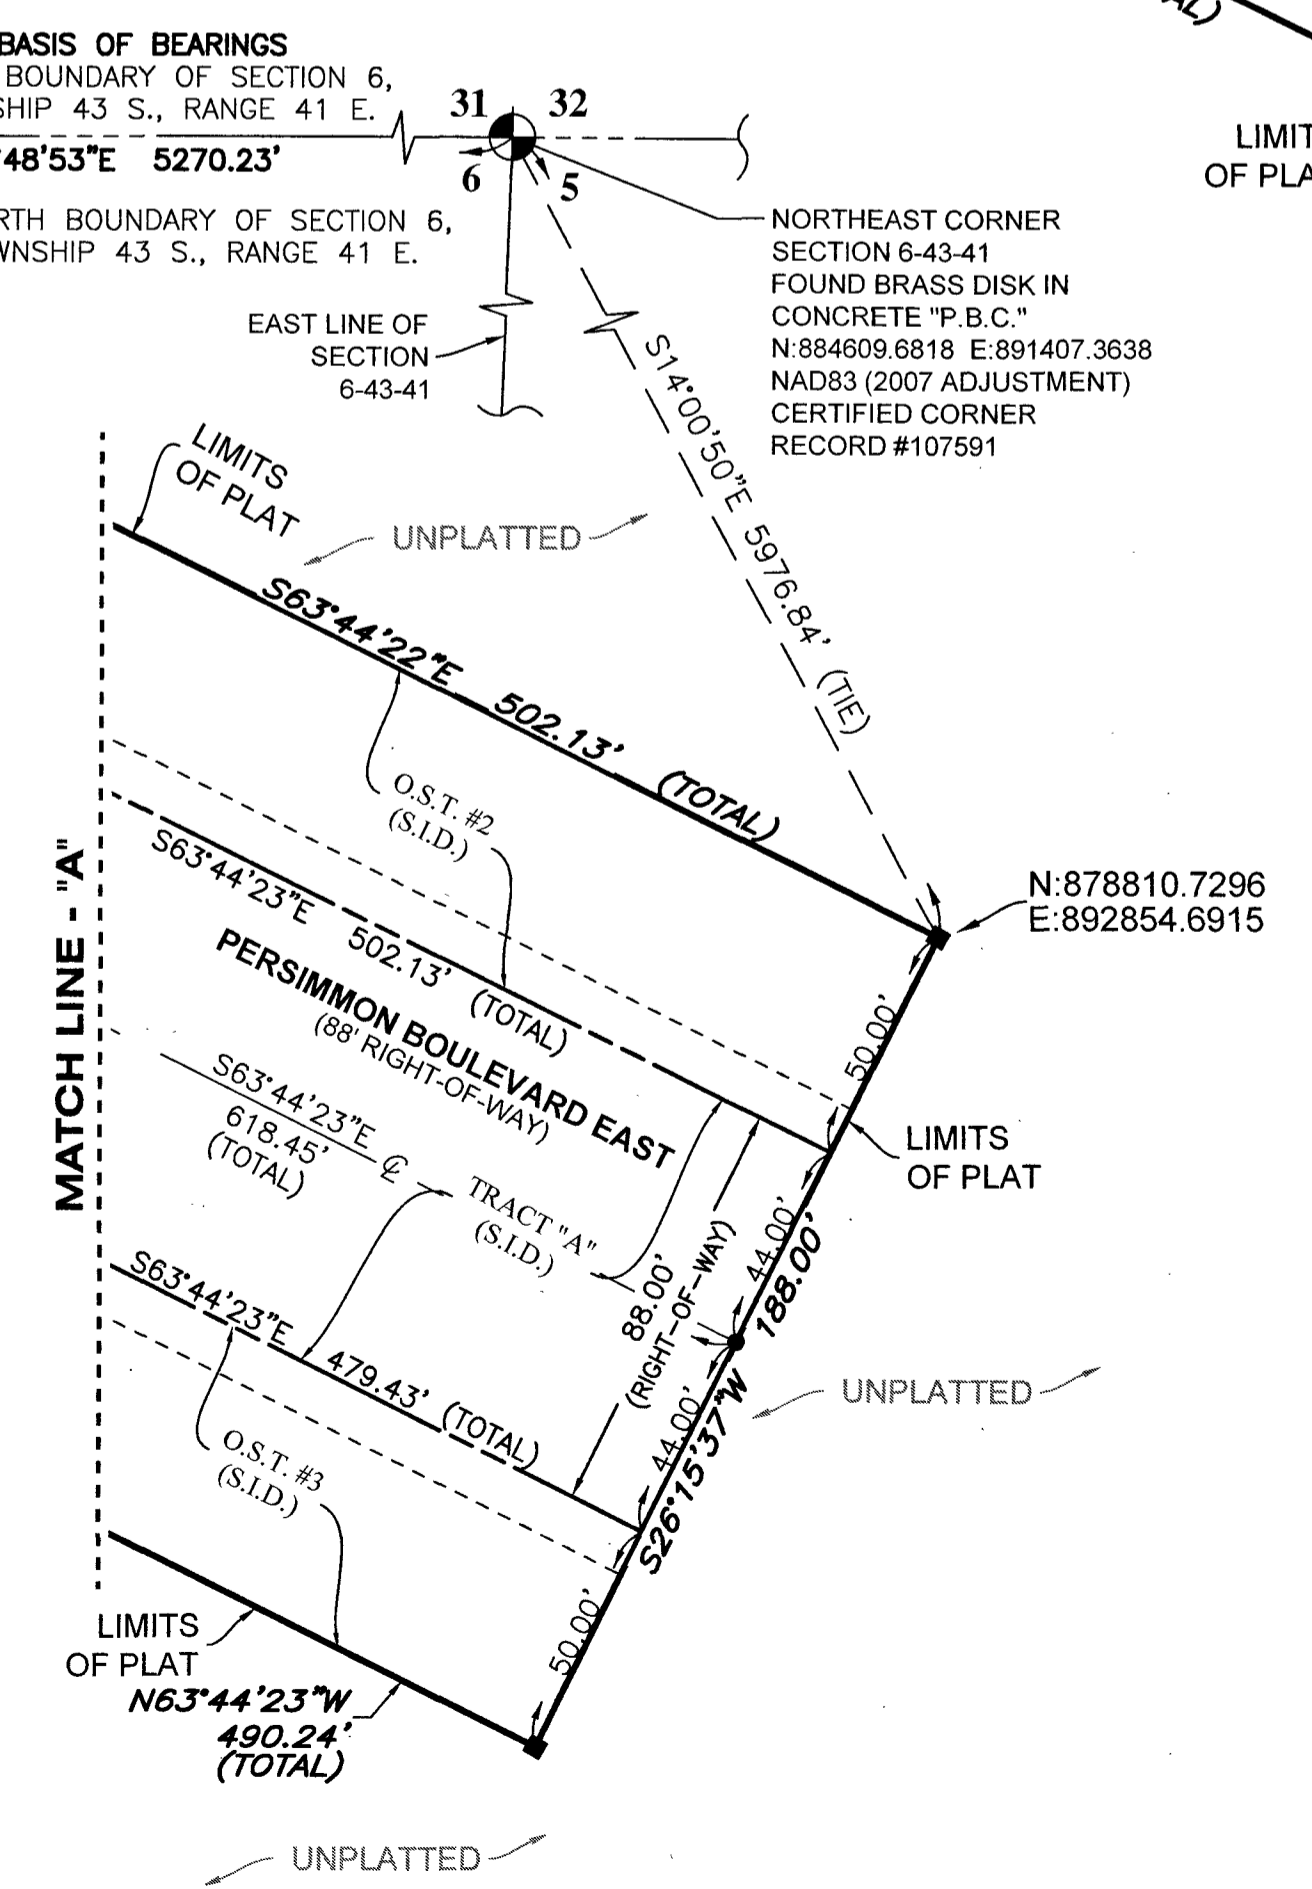 AL)
BASIS OF BEARINGS
BOUNDARY OF SECTION 6,
SHIP 43 S., RANGE 41 E.
48'53"E 5270.23'
RTH BOUNDARY OF SECTION 6,
WNSHIP 43 S., RANGE 41 E.
31 32
6 5
LIMIT
OF PLA
NORTHEAST CORNER
SECTION 6-43-41
FOUND BRASS DISK IN
CONCRETE "P.B.C."
N:884609.6818 E:891407.3638
NAD83 (2007 ADJUSTMENT)
CERTIFIED CORNER
RECORD #107591
EAST LINE OF
SECTION
6-43-41
S14°00'50"E 5976.84' (TIE)
LIMITS
OF PLAT
UNPLATTED
S63°44'22"E 502.13' (TOTAL)
O.S.T. #2
(S.I.D.)
S63°44'23"E 502.13' (TOTAL)
N:878810.7296
E:892854.6915
MATCH LINE - "A"
PERSIMMON BOULEVARD EAST
(88' RIGHT-OF-WAY)
50.00'
S63°44'23"E
618.45'
(TOTAL)
℄
LIMITS
OF PLAT
TRACT "A"
(S.I.D.)
88.00'
(RIGHT-OF-WAY)
44.00'
188.00'
S63°44'23"E 479.43' (TOTAL)
44.00'
S26°15'37"W
UNPLATTED
O.S.T. #3
(S.I.D.)
50.00'
LIMITS
OF PLAT
N63°44'23"W
490.24'
(TOTAL)
UNPLATTED